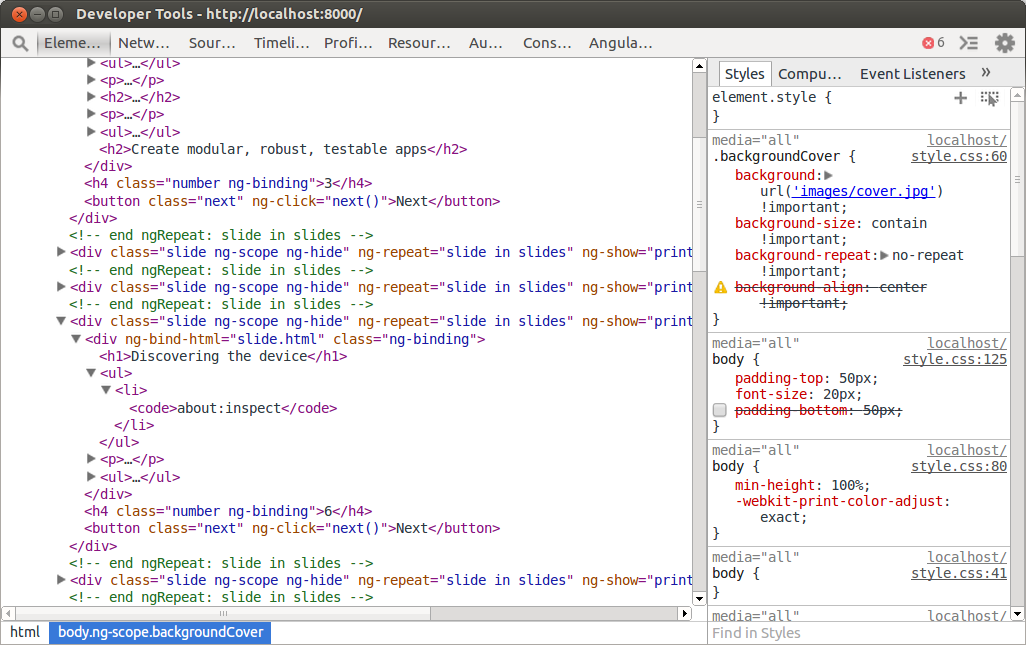 Developer Tools - http://localhost:8000/
Eleme… Netw… Sour… Timeli… Profi… Resour… Au… Cons… Angula… 6
<ul>…</ul>
<p>…</p>
<h2>…</h2>
<p>…</p>
<ul>…</ul>
<h2>Create modular, robust, testable apps</h2>
</div>
<h4 class="number ng-binding">3</h4>
<button class="next" ng-click="next()">Next</button>
</div>
<!-- end ngRepeat: slide in slides -->
<div class="slide ng-scope ng-hide" ng-repeat="slide in slides" ng-show="print
<!-- end ngRepeat: slide in slides -->
<div class="slide ng-scope ng-hide" ng-repeat="slide in slides" ng-show="print
<!-- end ngRepeat: slide in slides -->
<div class="slide ng-scope ng-hide" ng-repeat="slide in slides" ng-show="print
<div ng-bind-html="slide.html" class="ng-binding">
<h1>Discovering the device</h1>
<ul>
<li>
<code>about:inspect</code>
</li>
</ul>
<p>…</p>
<ul>…</ul>
</div>
<h4 class="number ng-binding">6</h4>
<button class="next" ng-click="next()">Next</button>
</div>
<!-- end ngRepeat: slide in slides -->
<div class="slide ng-scope ng-hide" ng-repeat="slide in slides" ng-show="print
<!-- end ngRepeat: slide in slides -->
html body.ng-scope.backgroundCover
Styles Compu… Event Listeners »
element.style {
}
media="all" localhost/
.backgroundCover { style.css:60
background:
url('images/cover.jpg')
!important;
background-size: contain
!important;
background-repeat: no-repeat
!important;
background-align: center
!important;
}
media="all" localhost/
body { style.css:125
padding-top: 50px;
font-size: 20px;
padding-bottom: 50px;
}
media="all" localhost/
body { style.css:80
min-height: 100%;
-webkit-print-color-adjust:
exact;
}
media="all" localhost/
body { style.css:41
}
media="all" localhost/
Find in Styles